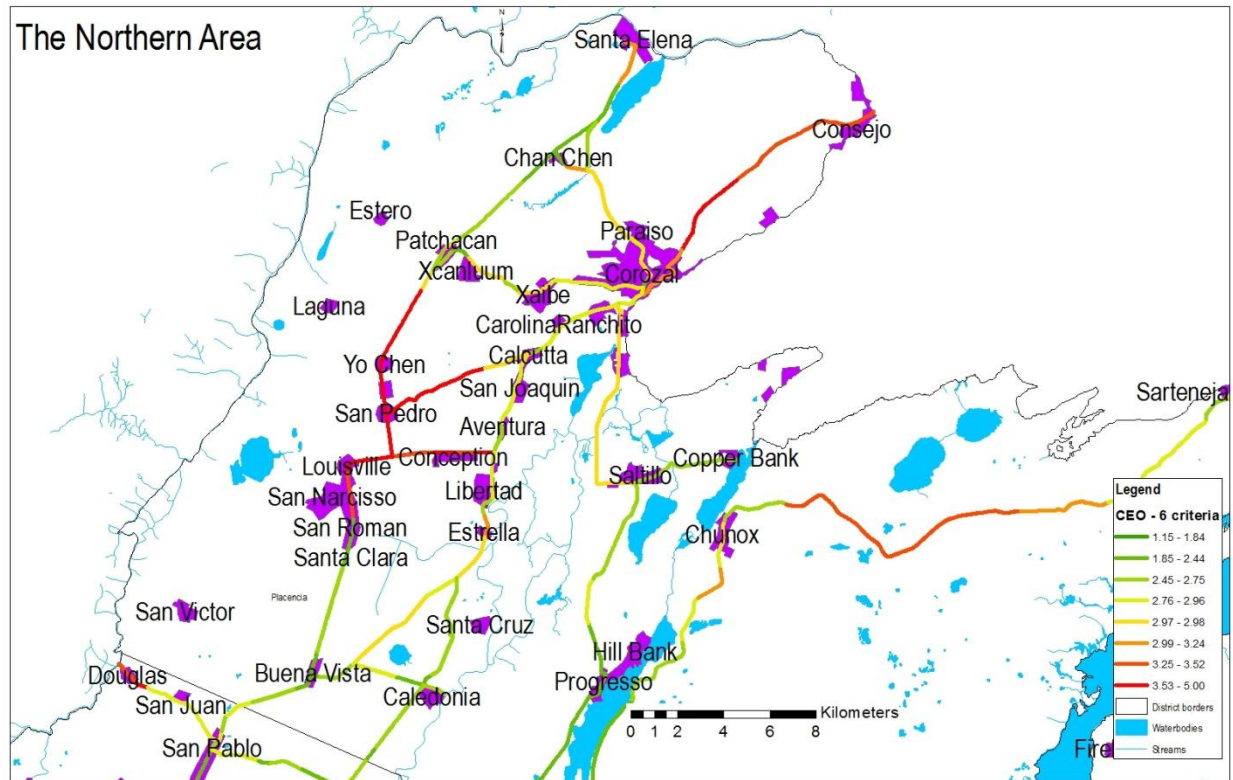 The Northern Area
N
Santa Elena
Consejo
Chan Chen
Estero
Paraiso
Patchacan
Xcanluum
Corozal
Xaibe
Laguna
Carolina
Ranchito
Calcutta
Yo Chen
San Joaquin
Sarteneja
San Pedro
Aventura
Conception
Copper Bank
Louisville
Saltillo
Libertad
San Narcisso
San Roman
Estrella
Chunox
Santa Clara
Placencia
San Victor
Santa Cruz
Hill Bank
Douglas
Buena Vista
Progresso
San Juan
Caledonia
San Pablo
Kilometers
0 1 2 4 6 8
Legend
CEO - 6 criteria
1.15 - 1.84
1.85 - 2.44
2.45 - 2.75
2.76 - 2.96
2.97 - 2.98
2.99 - 3.24
3.25 - 3.52
3.53 - 5.00
District borders
Waterbodies
Streams